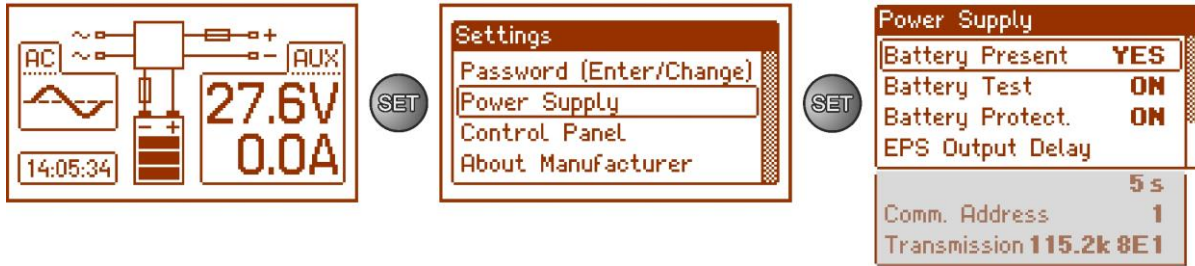 AC
AUX
27.6V
0.0A
14:05:34
SET
Settings
Password (Enter/Change)
Power Supply
Control Panel
About Manufacturer
SET
Power Supply
Battery Present YES
Battery Test ON
Battery Protect. ON
EPS Output Delay
5 s
Comm. Address 1
Transmission 115.2k 8E1